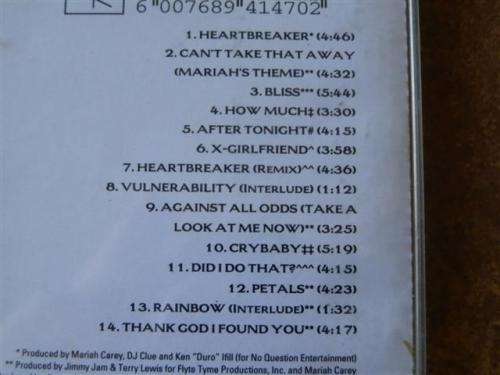 6"007689"414702"
1. HEARTBREAKER* (4:46)
2. CAN'T TAKE THAT AWAY
(MARIAH'S THEME)** (4:32)
3. BLISS*** (5:44)
4. HOW MUCH‡ (3:30)
5. AFTER TONIGHT# (4:15)
6. X-GIRLFRIEND^ (3:58)
7. HEARTBREAKER (REMIX)^^ (4:36)
8. VULNERABILITY (INTERLUDE) (1:12)
9. AGAINST ALL ODDS (TAKE A
LOOK AT ME NOW)** (3:25)
10. CRYBABY‡‡ (5:19)
11. DID I DO THAT?^^^ (4:15)
12. PETALS** (4:23)
13. RAINBOW (INTERLUDE)** (1:32)
14. THANK GOD I FOUND YOU** (4:17)
* Produced by Mariah Carey, DJ Clue and Ken "Duro" Ifill (for No Question Entertainment)
** Produced by Jimmy Jam & Terry Lewis for Flyte Tyme Productions, Inc. and Mariah Carey